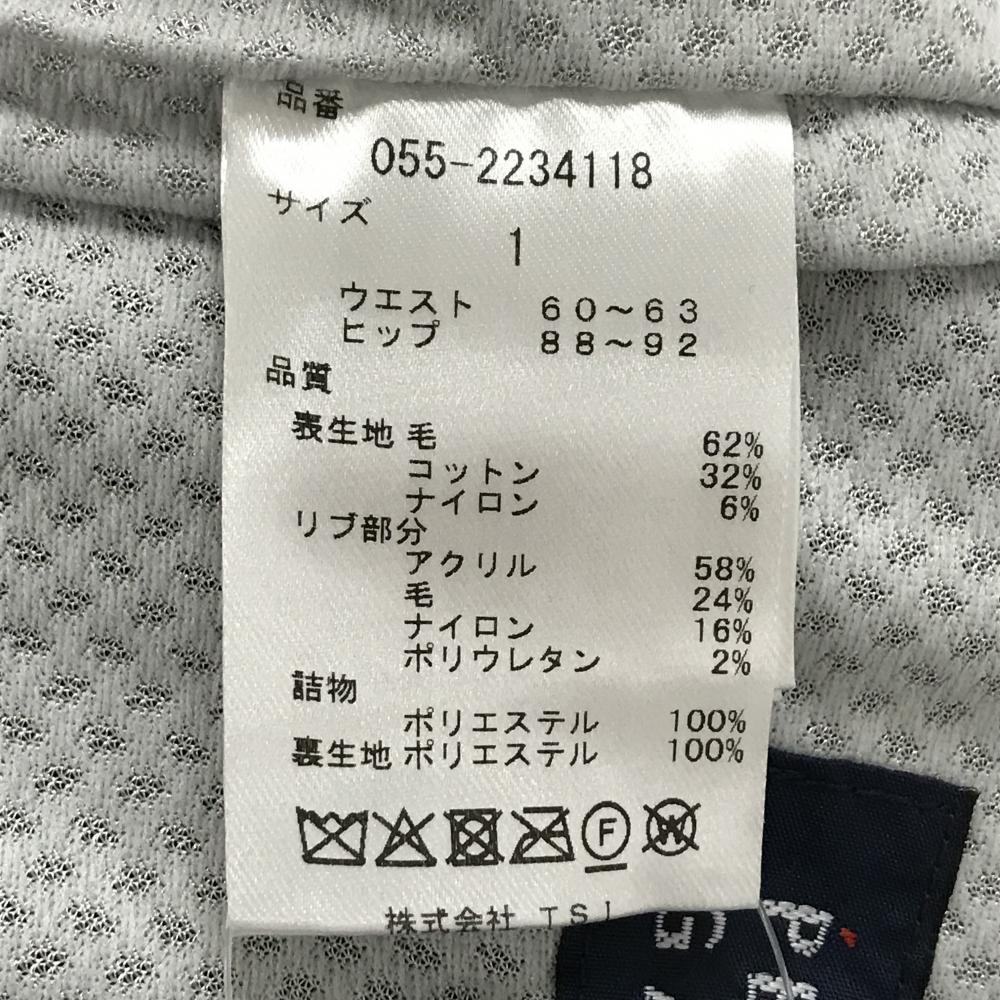 品番
055-2234118
サイズ
1
ウエスト 60～63
ヒップ 88～92
品質
表生地 毛 62%
コットン 32%
ナイロン 6%
リブ部分
アクリル 58%
毛 24%
ナイロン 16%
ポリウレタン 2%
詰物
ポリエステル 100%
裏生地 ポリエステル 100%
F W
株式会社 TSI